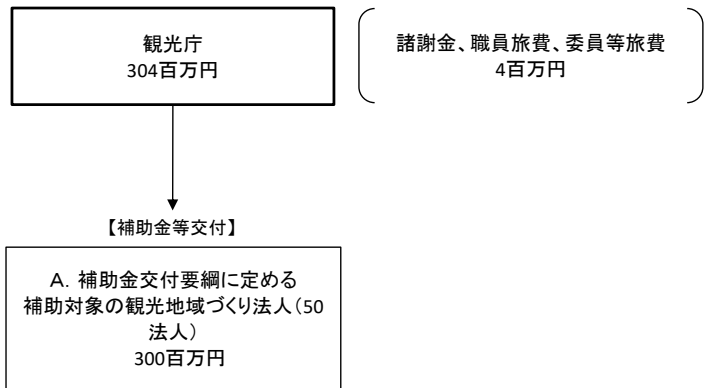 観光庁
304百万円
諸謝金、職員旅費、委員等旅費
4百万円
【補助金等交付】
A．補助金交付要綱に定める
補助対象の観光地域づくり法人（50
法人）
300百万円